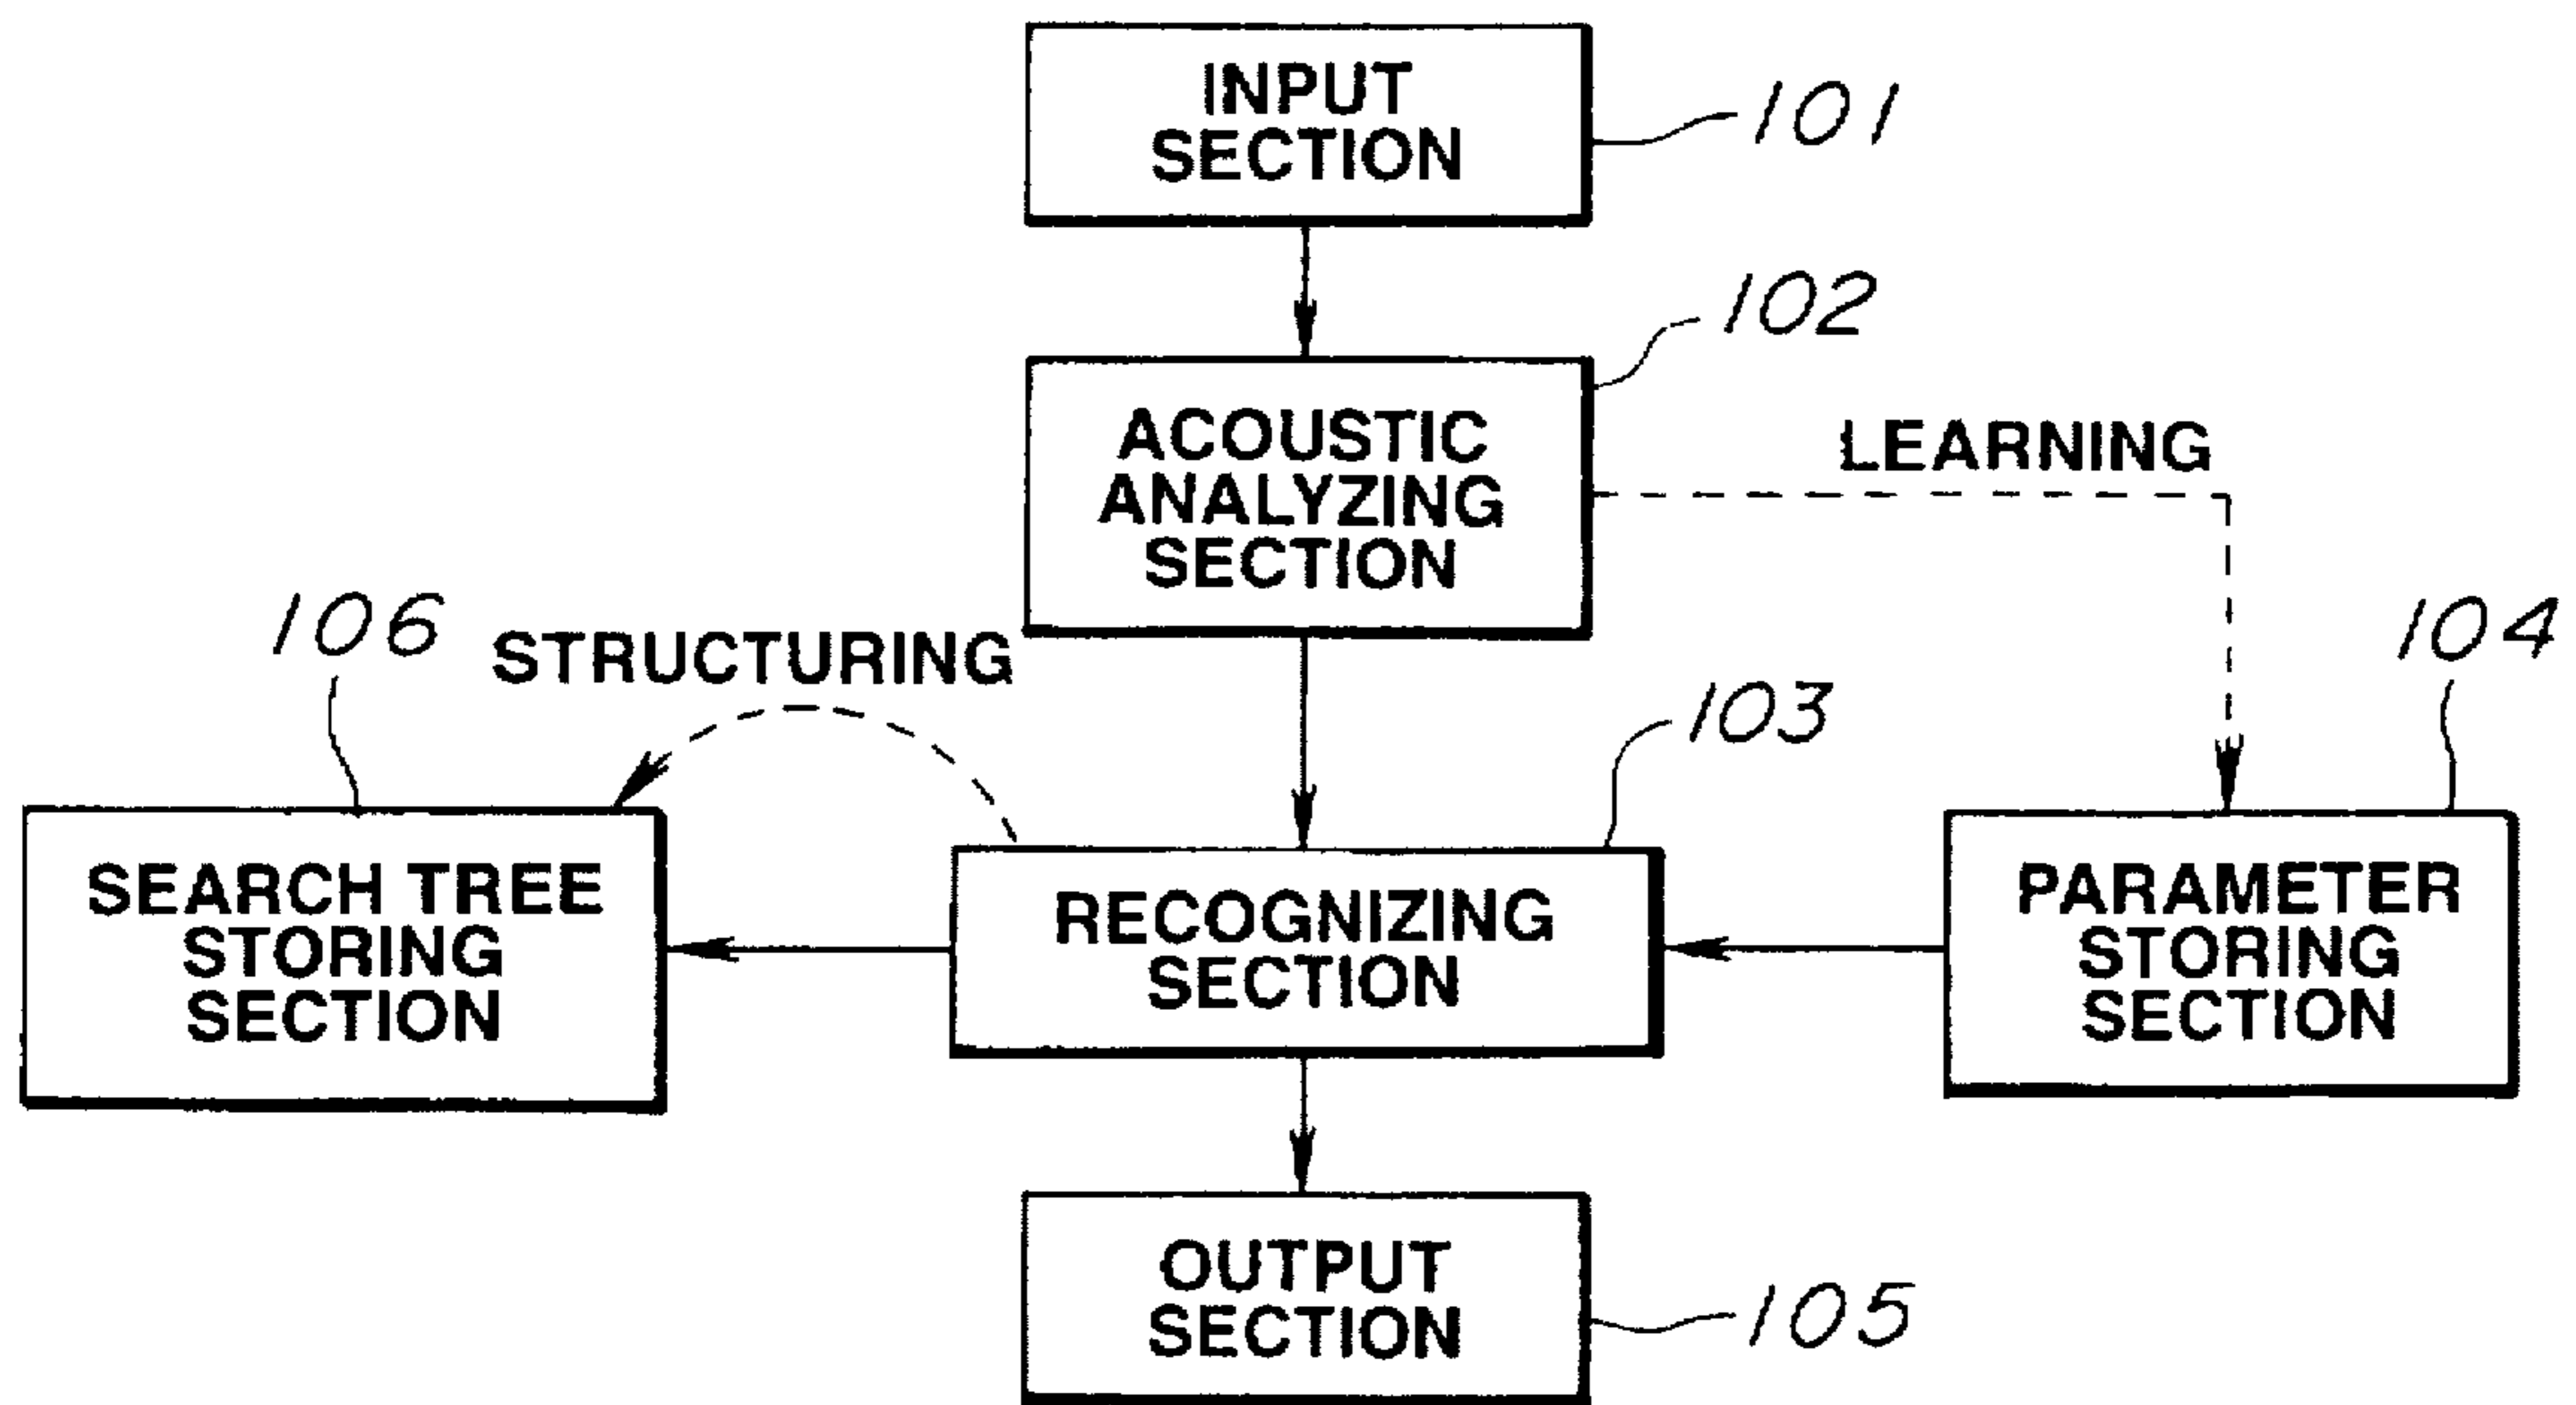 INPUT
SECTION
101
102
ACOUSTIC
ANALYZING
SECTION
LEARNING
106
STRUCTURING
104
103
SEARCH TREE
STORING
SECTION
RECOGNIZING
SECTION
PARAMETER
STORING
SECTION
OUTPUT
SECTION
105